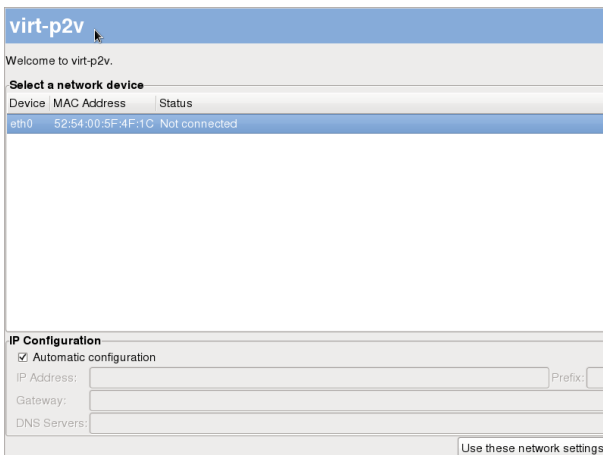 virt-p2v
Welcome to virt-p2v.
Select a network device
Device MAC Address Status
eth0 52:54:00:5F:4F:1C Not connected
IP Configuration
Automatic configuration
IP Address: Prefix:
Gateway:
DNS Servers:
Use these network settings